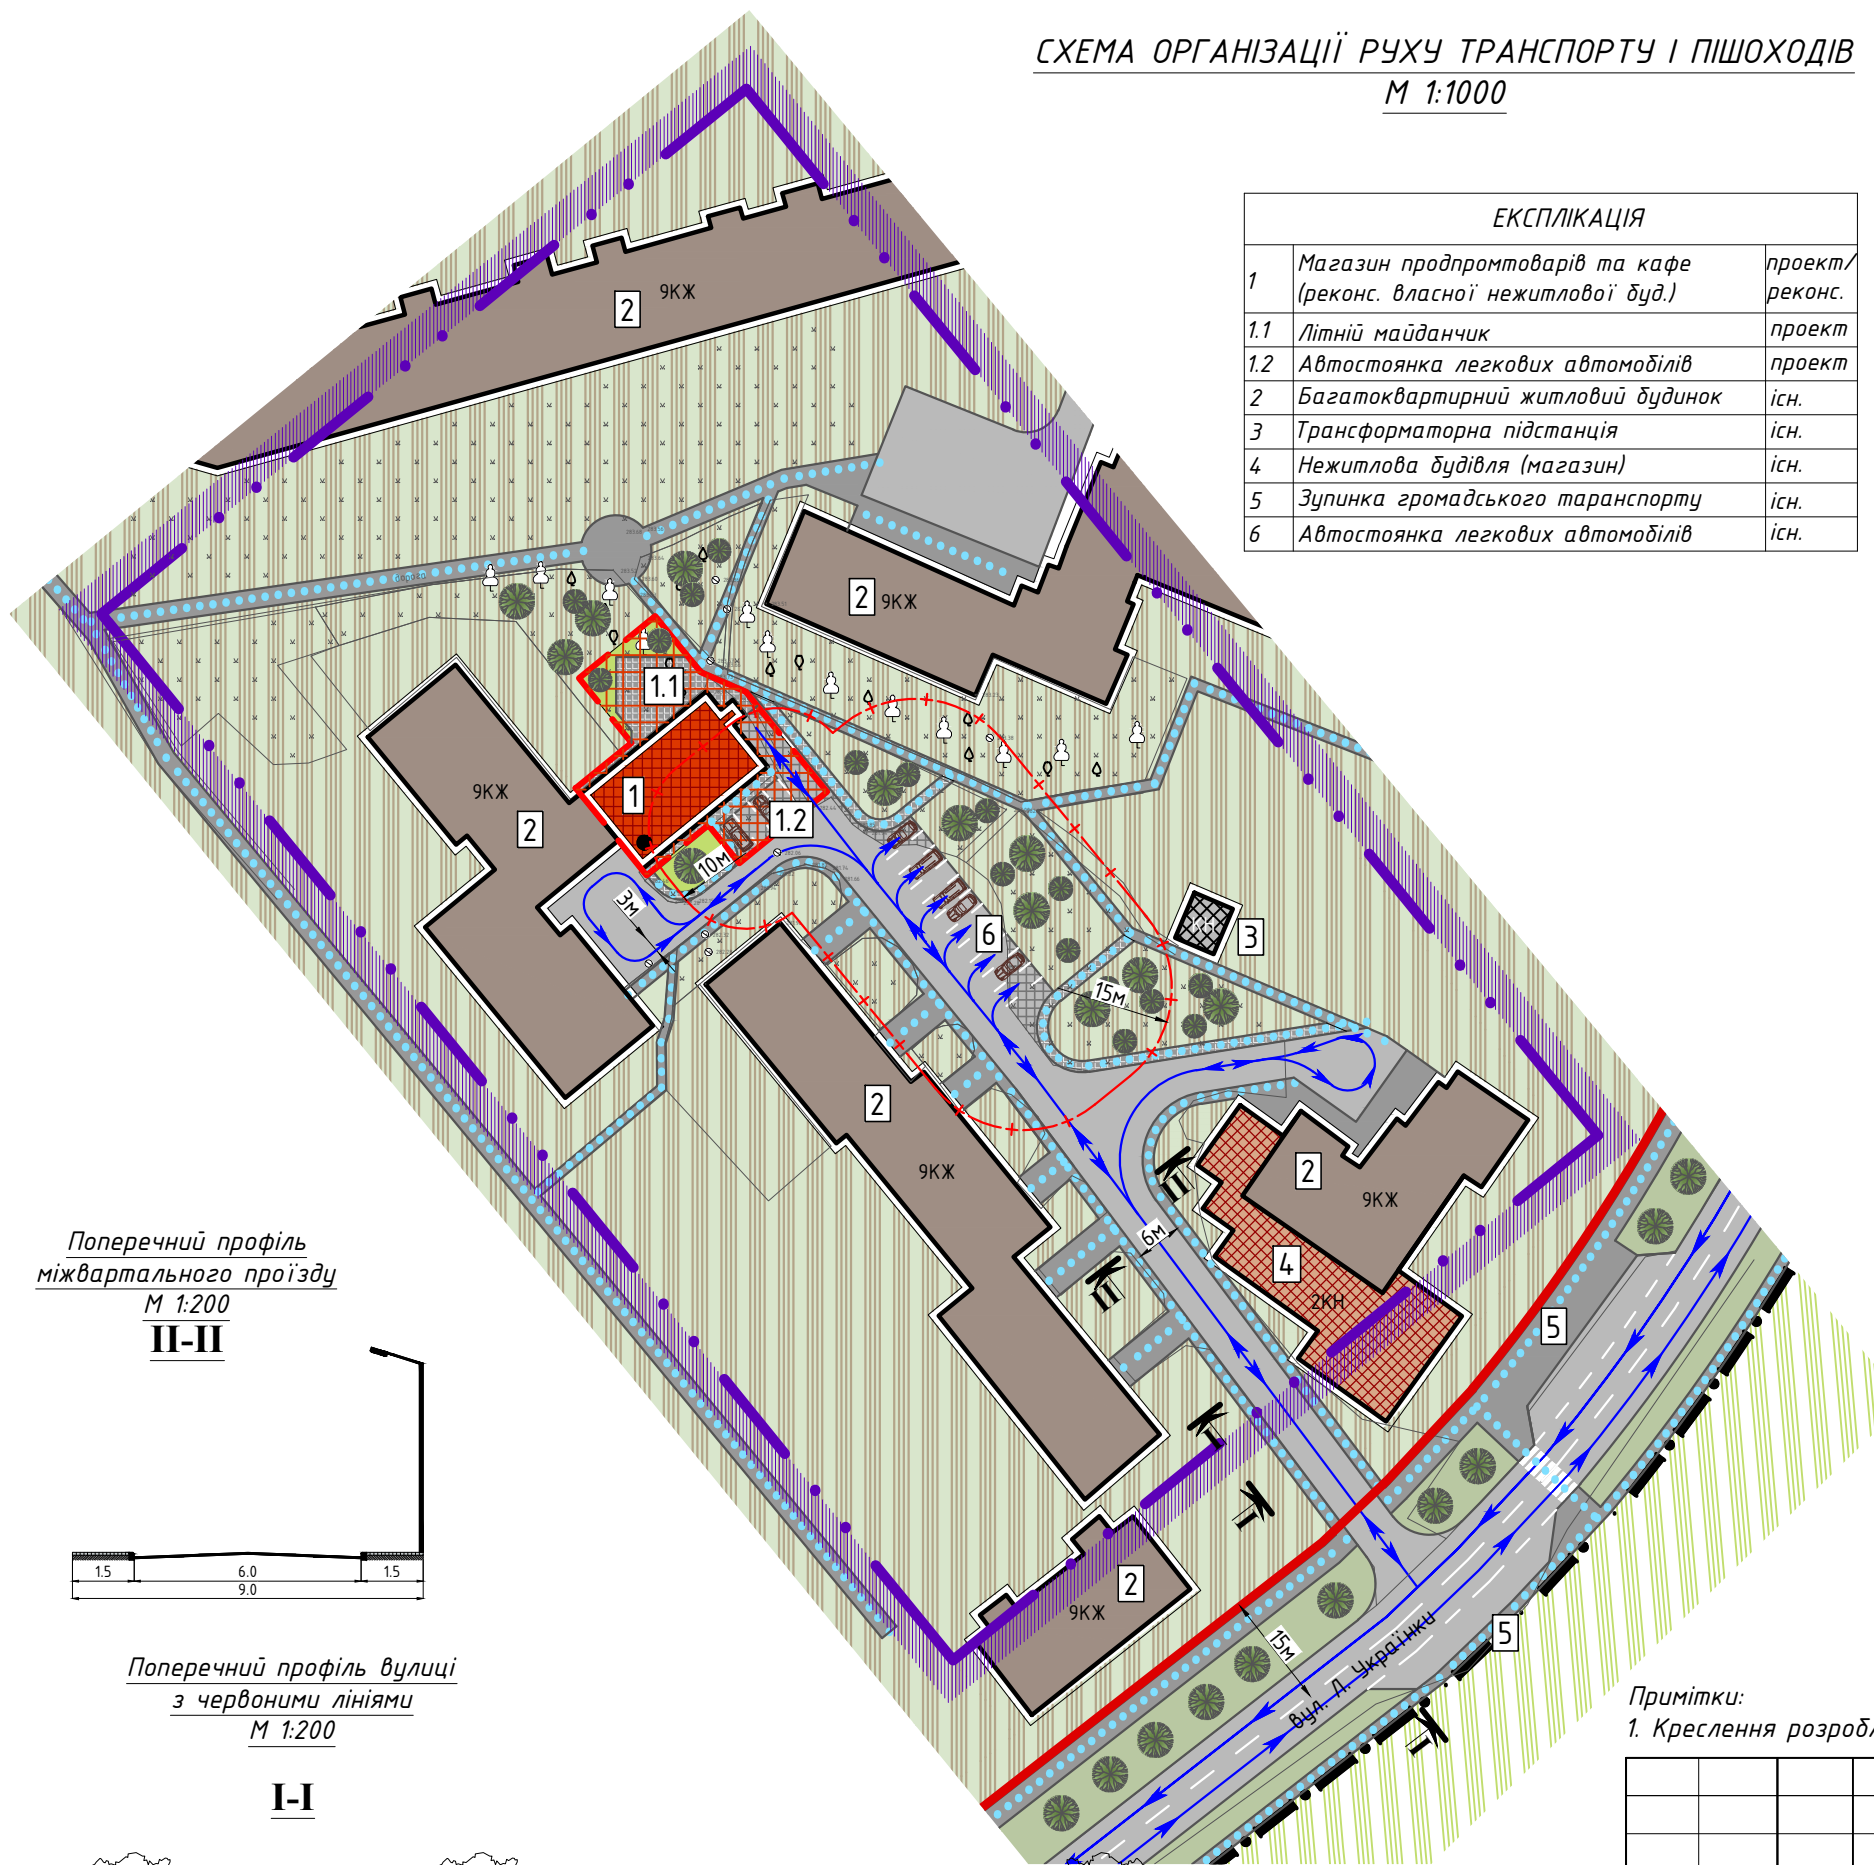 СХЕМА ОРГАНІЗАЦІЇ РУХУ ТРАНСПОРТУ І ПІШОХОДІВ
М 1:1000
ЕКСПЛІКАЦІЯ
1 Магазин продпромтоварів та кафе (реконс. власної нежитлової буд.) проект/реконс.
1.1 Літній майданчик проект
1.2 Автостоянка легкових автомобілів проект
2 Багатоквартирний житловий будинок існ.
3 Трансформаторна підстанція існ.
4 Нежитлова будівля (магазин) існ.
5 Зупинка громадського таранспорту існ.
6 Автостоянка легкових автомобілів існ.
2 9КЖ
2 9КЖ
1.1
1
9КЖ
2
1.2
10м
3м
6
3
15м
2
9КЖ
II
2
9КЖ
6м
4
II
2КН
5
I
I
2
9КЖ
15м
5
вул. Л. Українки
I
Поперечний профіль
міжквартального проїзду
М 1:200
II-II
1.5 6.0 1.5
9.0
Поперечний профіль вулиці
з червоними лініями
М 1:200
I-I
Примітки:
1. Креслення